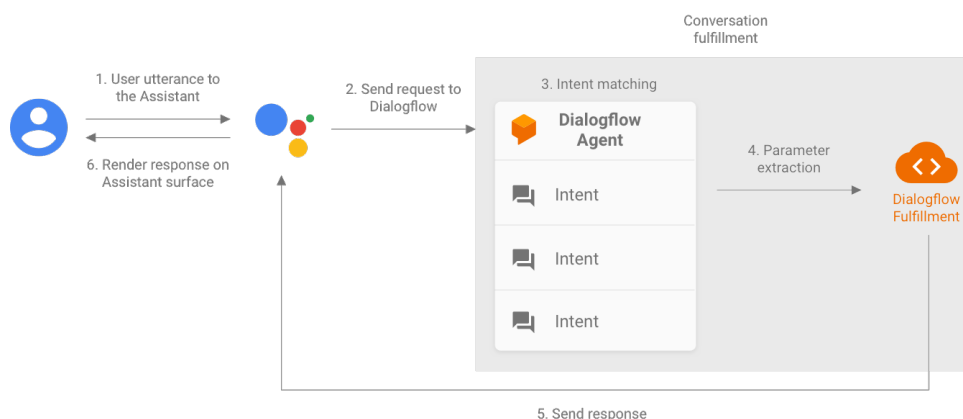 Conversation
fulfillment
1. User utterance to
the Assistant
2. Send request to
Dialogflow
3. Intent matching
Dialogflow
Agent
4. Parameter
extraction
6. Render response on
Assistant surface
Intent
Dialogflow
Fulfillment
Intent
Intent
5. Send response